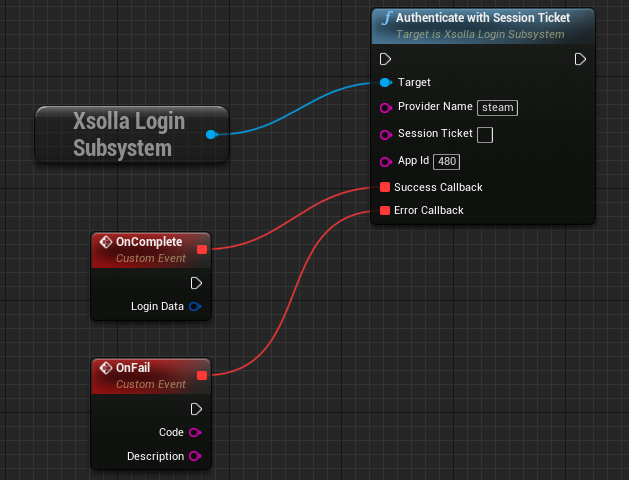 Authenticate with Session Ticket
Target is Xsolla Login Subsystem
Target
Provider Name steam
Session Ticket
App Id 480
Success Callback
Error Callback
Xsolla Login
Subsystem
OnComplete
Custom Event
Login Data
OnFail
Custom Event
Code
Description